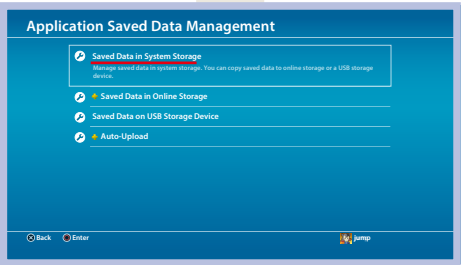 Application Saved Data Management
Saved Data in System Storage
Manage saved data in system storage. You can copy saved data to online storage or a USB storage
device.
Saved Data in Online Storage
Saved Data on USB Storage Device
Auto-Upload
Back Enter jump